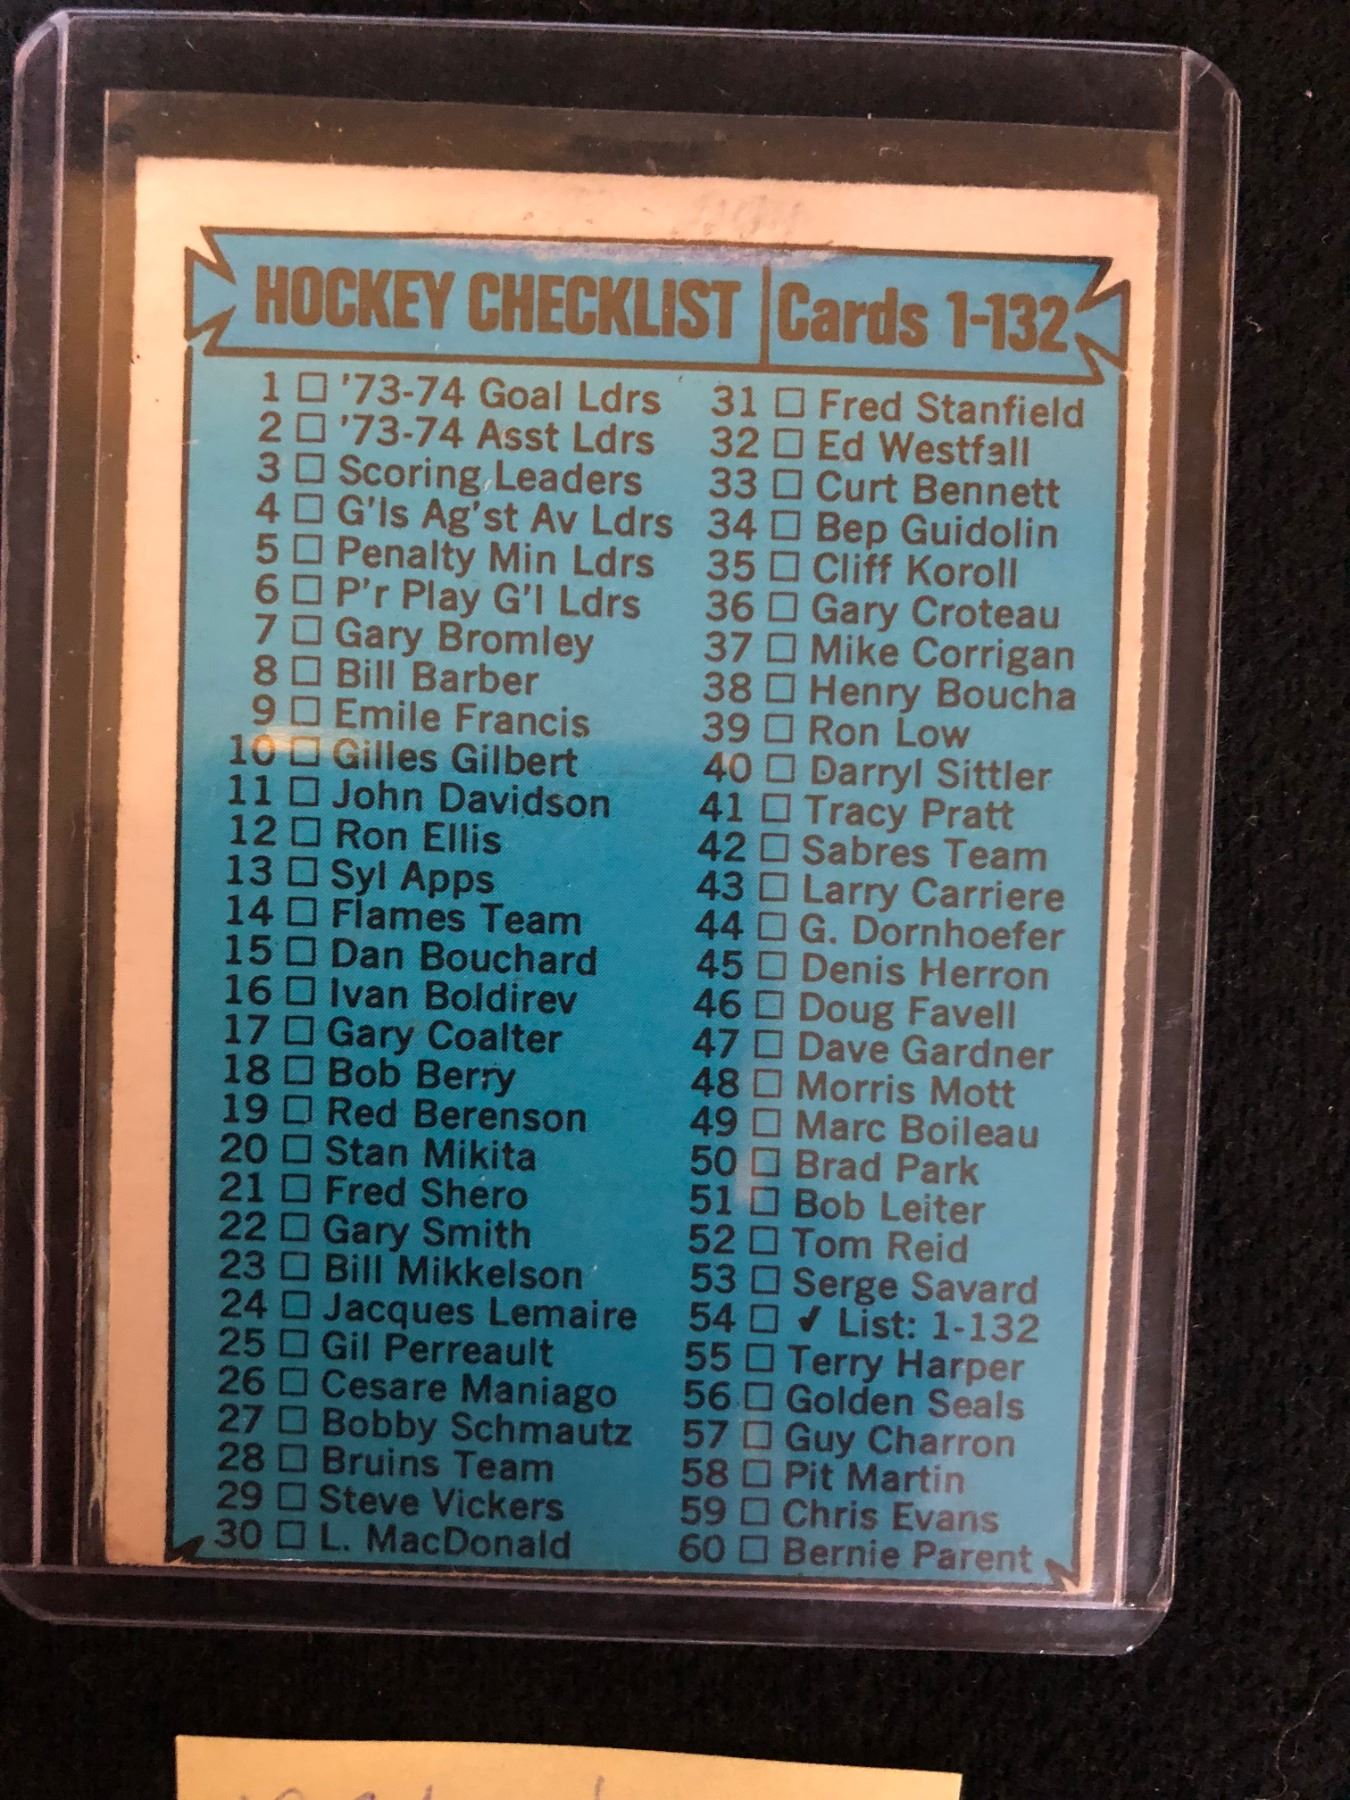 HOCKEY CHECKLIST Cards 1-132
1 '73-74 Goal Ldrs
2 '73-74 Asst Ldrs
3 Scoring Leaders
4 G'ls Ag'st Av Ldrs
5 Penalty Min Ldrs
6 P'r Play G'l Ldrs
7 Gary Bromley
8 Bill Barber
9 Emile Francis
10 Gilles Gilbert
11 John Davidson
12 Ron Ellis
13 Syl Apps
14 Flames Team
15 Dan Bouchard
16 Ivan Boldirev
17 Gary Coalter
18 Bob Berry
19 Red Berenson
20 Stan Mikita
21 Fred Shero
22 Gary Smith
23 Bill Mikkelson
24 Jacques Lemaire
25 Gil Perreault
26 Cesare Maniago
27 Bobby Schmautz
28 Bruins Team
29 Steve Vickers
30 L. MacDonald
31 Fred Stanfield
32 Ed Westfall
33 Curt Bennett
34 Bep Guidolin
35 Cliff Koroll
36 Gary Croteau
37 Mike Corrigan
38 Henry Boucha
39 Ron Low
40 Darryl Sittler
41 Tracy Pratt
42 Sabres Team
43 Larry Carriere
44 G. Dornhoefer
45 Denis Herron
46 Doug Favell
47 Dave Gardner
48 Morris Mott
49 Marc Boileau
50 Brad Park
51 Bob Leiter
52 Tom Reid
53 Serge Savard
54 ✓ List: 1-132
55 Terry Harper
56 Golden Seals
57 Guy Charron
58 Pit Martin
59 Chris Evans
60 Bernie Parent